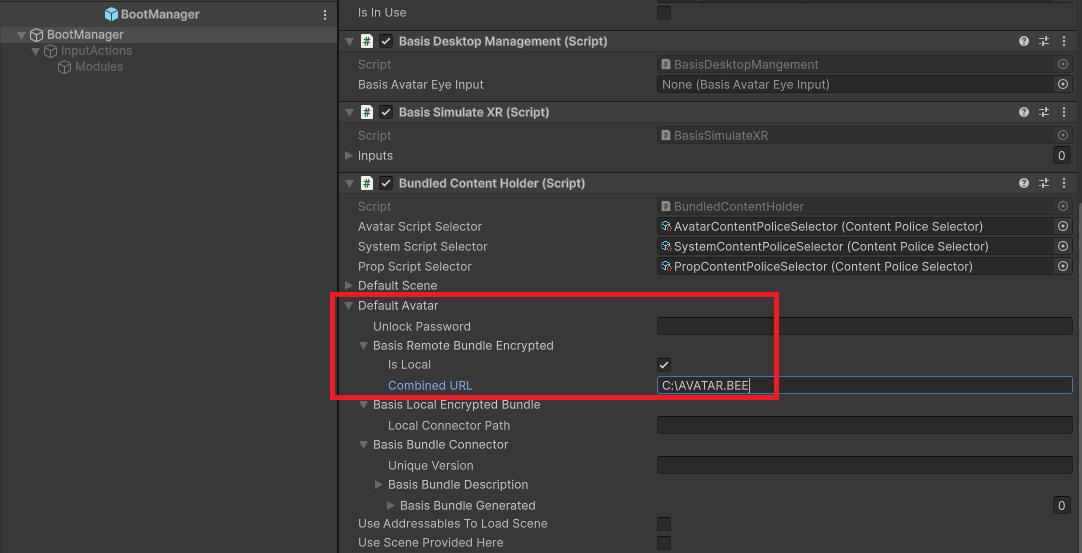 BootManager
BootManager
InputActions
Modules
Is In Use
Basis Desktop Management (Script)
Script BasisDesktopMangement
Basis Avatar Eye Input None (Basis Avatar Eye Input)
Basis Simulate XR (Script)
Script BasisSimulateXR
Inputs 0
Bundled Content Holder (Script)
Script BundledContentHolder
Avatar Script Selector AvatarContentPoliceSelector (Content Police Selector)
System Script Selector SystemContentPoliceSelector (Content Police Selector)
Prop Script Selector PropContentPoliceSelector (Content Police Selector)
Default Scene
Default Avatar
Unlock Password
Basis Remote Bundle Encrypted
Is Local
Combined URL C:\AVATAR.BEE
Basis Local Encrypted Bundle
Local Connector Path
Basis Bundle Connector
Unique Version
Basis Bundle Description
Basis Bundle Generated 0
Use Addressables To Load Scene
Use Scene Provided Here